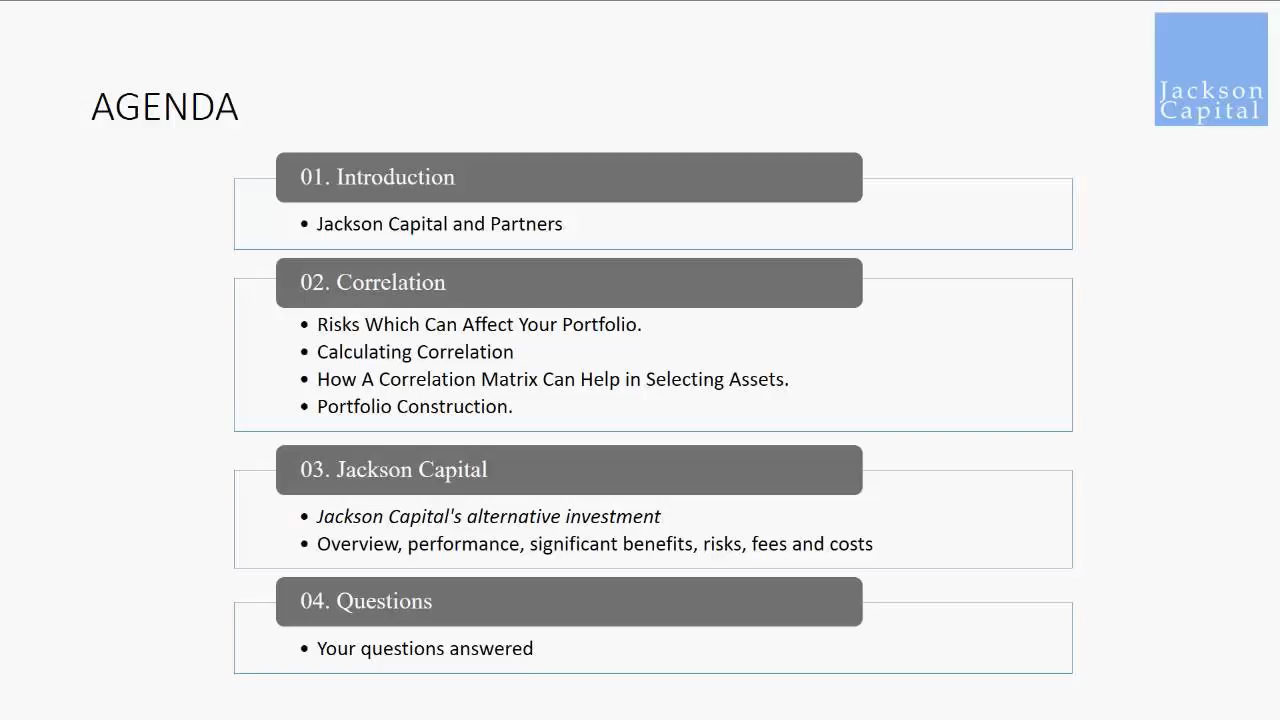 Jackson
Capital
AGENDA
01. Introduction
• Jackson Capital and Partners
02. Correlation
• Risks Which Can Affect Your Portfolio.
• Calculating Correlation
• How A Correlation Matrix Can Help in Selecting Assets.
• Portfolio Construction.
03. Jackson Capital
• Jackson Capital's alternative investment
• Overview, performance, significant benefits, risks, fees and costs
04. Questions
• Your questions answered